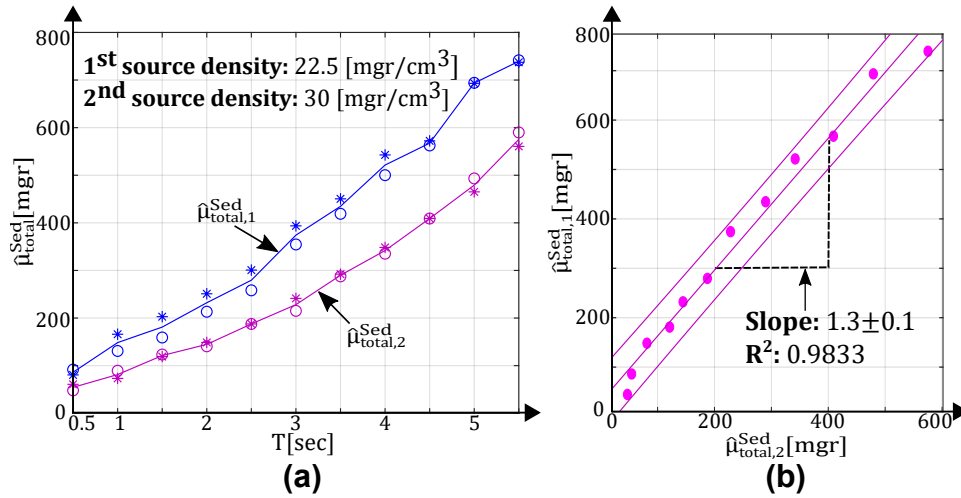 800
1st source density: 22.5 [mgr/cm3]
2nd source density: 30 [mgr/cm3]
600
400
200
0
μ̂Sedtotal[mgr]
μ̂Sedtotal,1
μ̂Sedtotal,2
0.5 1 2 3 4 5
T[sec]
(a)
800
600
400
200
0
μ̂Sedtotal,1[mgr]
Slope: 1.3±0.1
R2: 0.9833
0 200 400 600
μ̂Sedtotal,2[mgr]
(b)